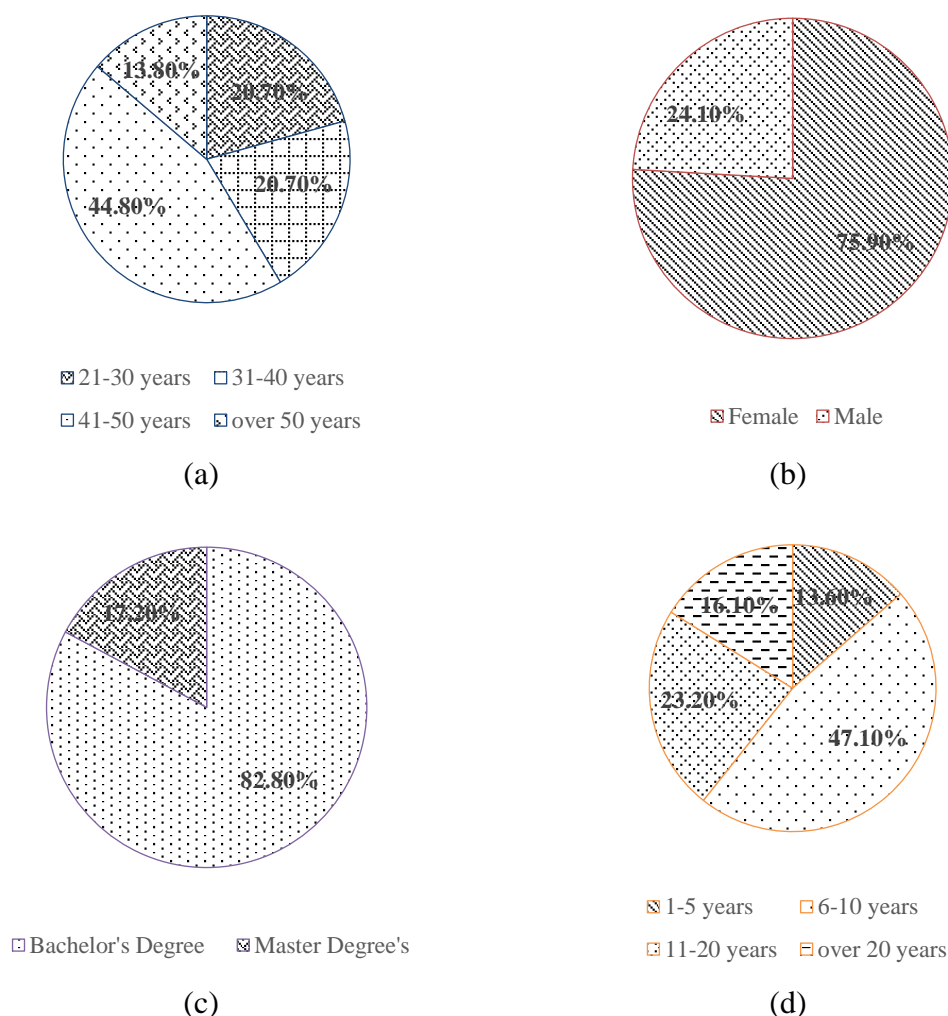 13.80%
20.70%
20.70%
44.80%
21-30 years 31-40 years
41-50 years over 50 years
(a)
24.10%
75.90%
Female Male
(b)
17.20%
82.80%
Bachelor's Degree Master Degree's
(c)
16.10%
13.60%
23.20%
47.10%
1-5 years 6-10 years
11-20 years over 20 years
(d)